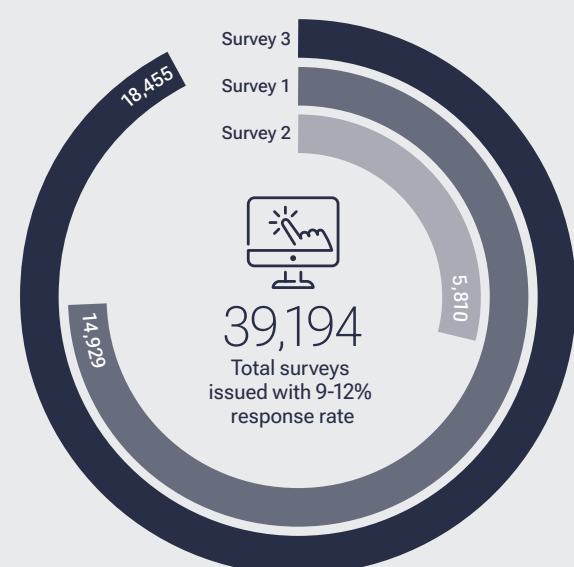 Survey 3
Survey 1
Survey 2
18,455
14,929
5,810
39,194
Total surveys
issued with 9-12%
response rate